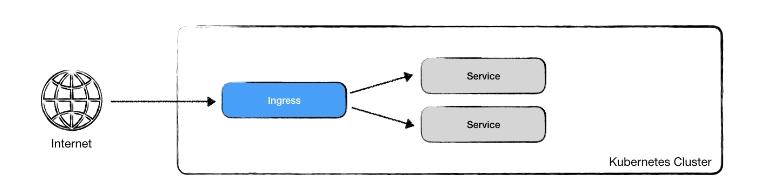 Service
Ingress
Service
Internet
Kubernetes Cluster